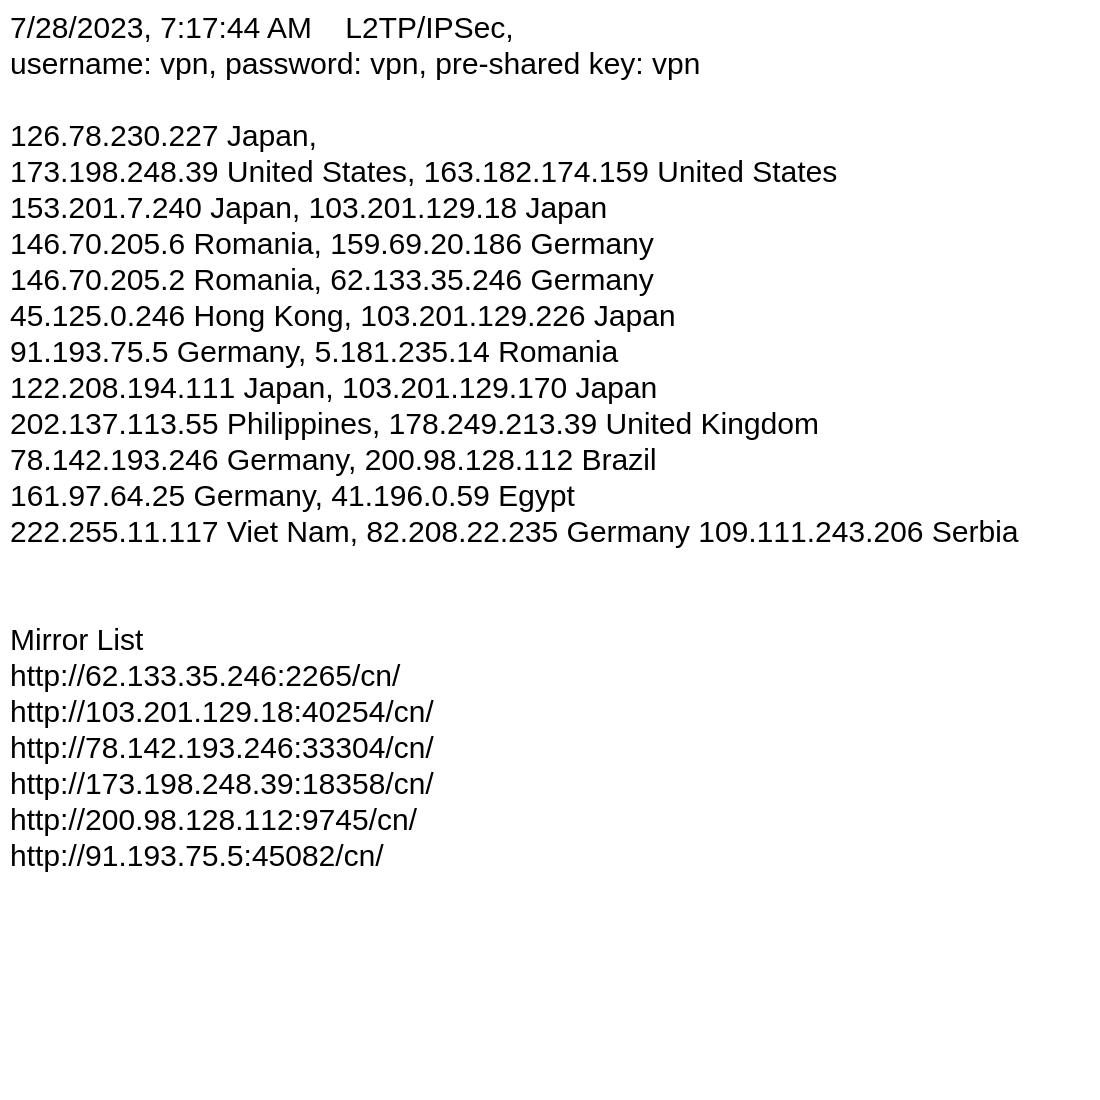 7/28/2023, 7:17:44 AM    L2TP/IPSec,
username: vpn, password: vpn, pre-shared key: vpn
126.78.230.227 Japan,
173.198.248.39 United States, 163.182.174.159 United States
153.201.7.240 Japan, 103.201.129.18 Japan
146.70.205.6 Romania, 159.69.20.186 Germany
146.70.205.2 Romania, 62.133.35.246 Germany
45.125.0.246 Hong Kong, 103.201.129.226 Japan
91.193.75.5 Germany, 5.181.235.14 Romania
122.208.194.111 Japan, 103.201.129.170 Japan
202.137.113.55 Philippines, 178.249.213.39 United Kingdom
78.142.193.246 Germany, 200.98.128.112 Brazil
161.97.64.25 Germany, 41.196.0.59 Egypt
222.255.11.117 Viet Nam, 82.208.22.235 Germany 109.111.243.206 Serbia
Mirror List
http://62.133.35.246:2265/cn/
http://103.201.129.18:40254/cn/
http://78.142.193.246:33304/cn/
http://173.198.248.39:18358/cn/
http://200.98.128.112:9745/cn/
http://91.193.75.5:45082/cn/